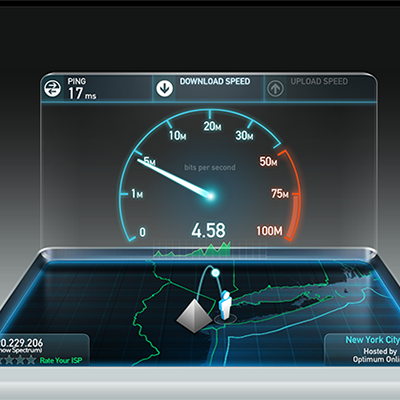 PING
17 ms
DOWNLOAD SPEED
UPLOAD SPEED
20M
10M
30M
5M
50M
bits per second
1M
75M
0
4.58
100M
0.229.206
now Spectrum)
Rate Your ISP
New York City
Hosted by
Optimum Onli